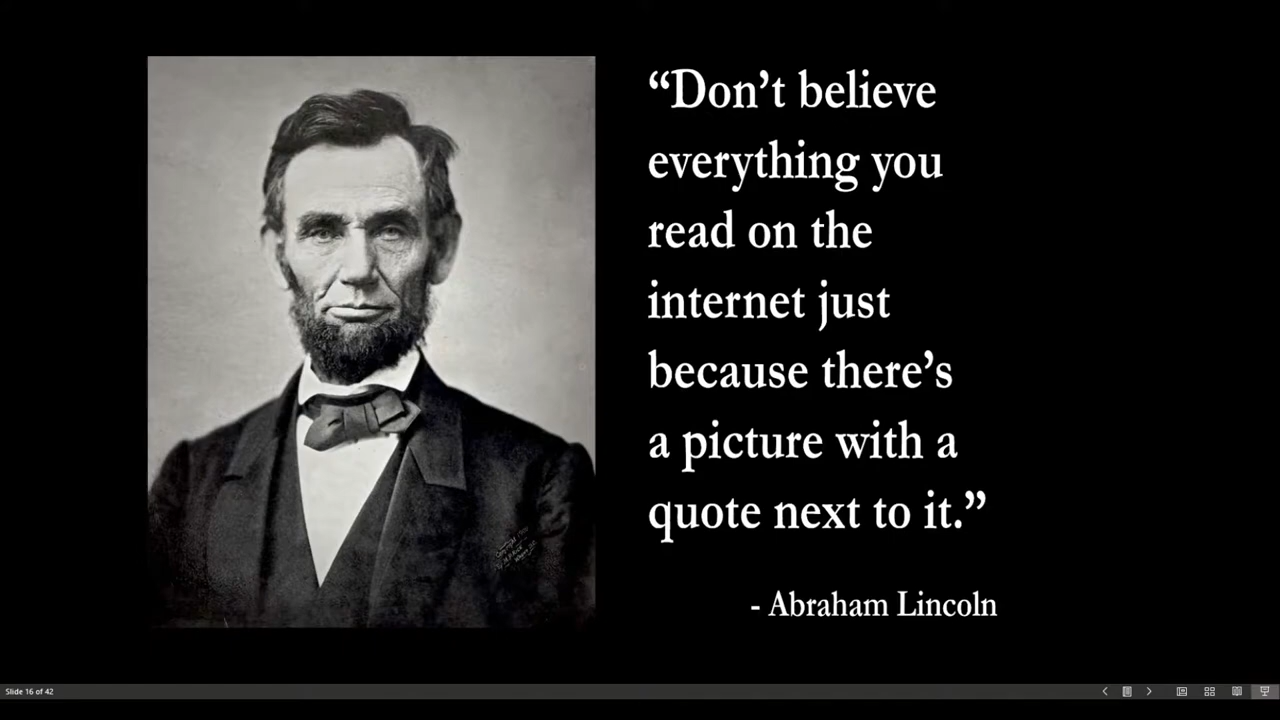 “Don’t believe
everything you
read on the
internet just
because there’s
a picture with a
quote next to it.”
- Abraham Lincoln
Slide 16 of 42